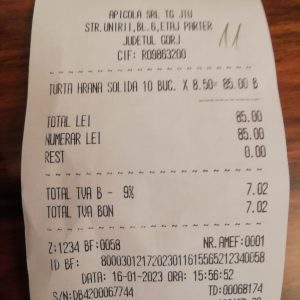 APICOLA SRL TG JIU
STR.UNIRII,BL.6,ETAJ PARTER
JUDETUL GORJ
CIF: RO9863200
11
TURTA HRANA SOLIDA 10 BUC. X 8.50= 85.00 B
TOTAL LEI 85.00
NUMERAR LEI 85.00
REST 0.00
TOTAL TVA B - 9% 7.02
TOTAL TVA BON 7.02
Z:1234 BF:0058 NR.AMEF:0001
ID BF: 80003012172023011615565212340058
DATA: 16-01-2023 ORA: 15:56:52
S/N:DB4200067744 TD:00068174